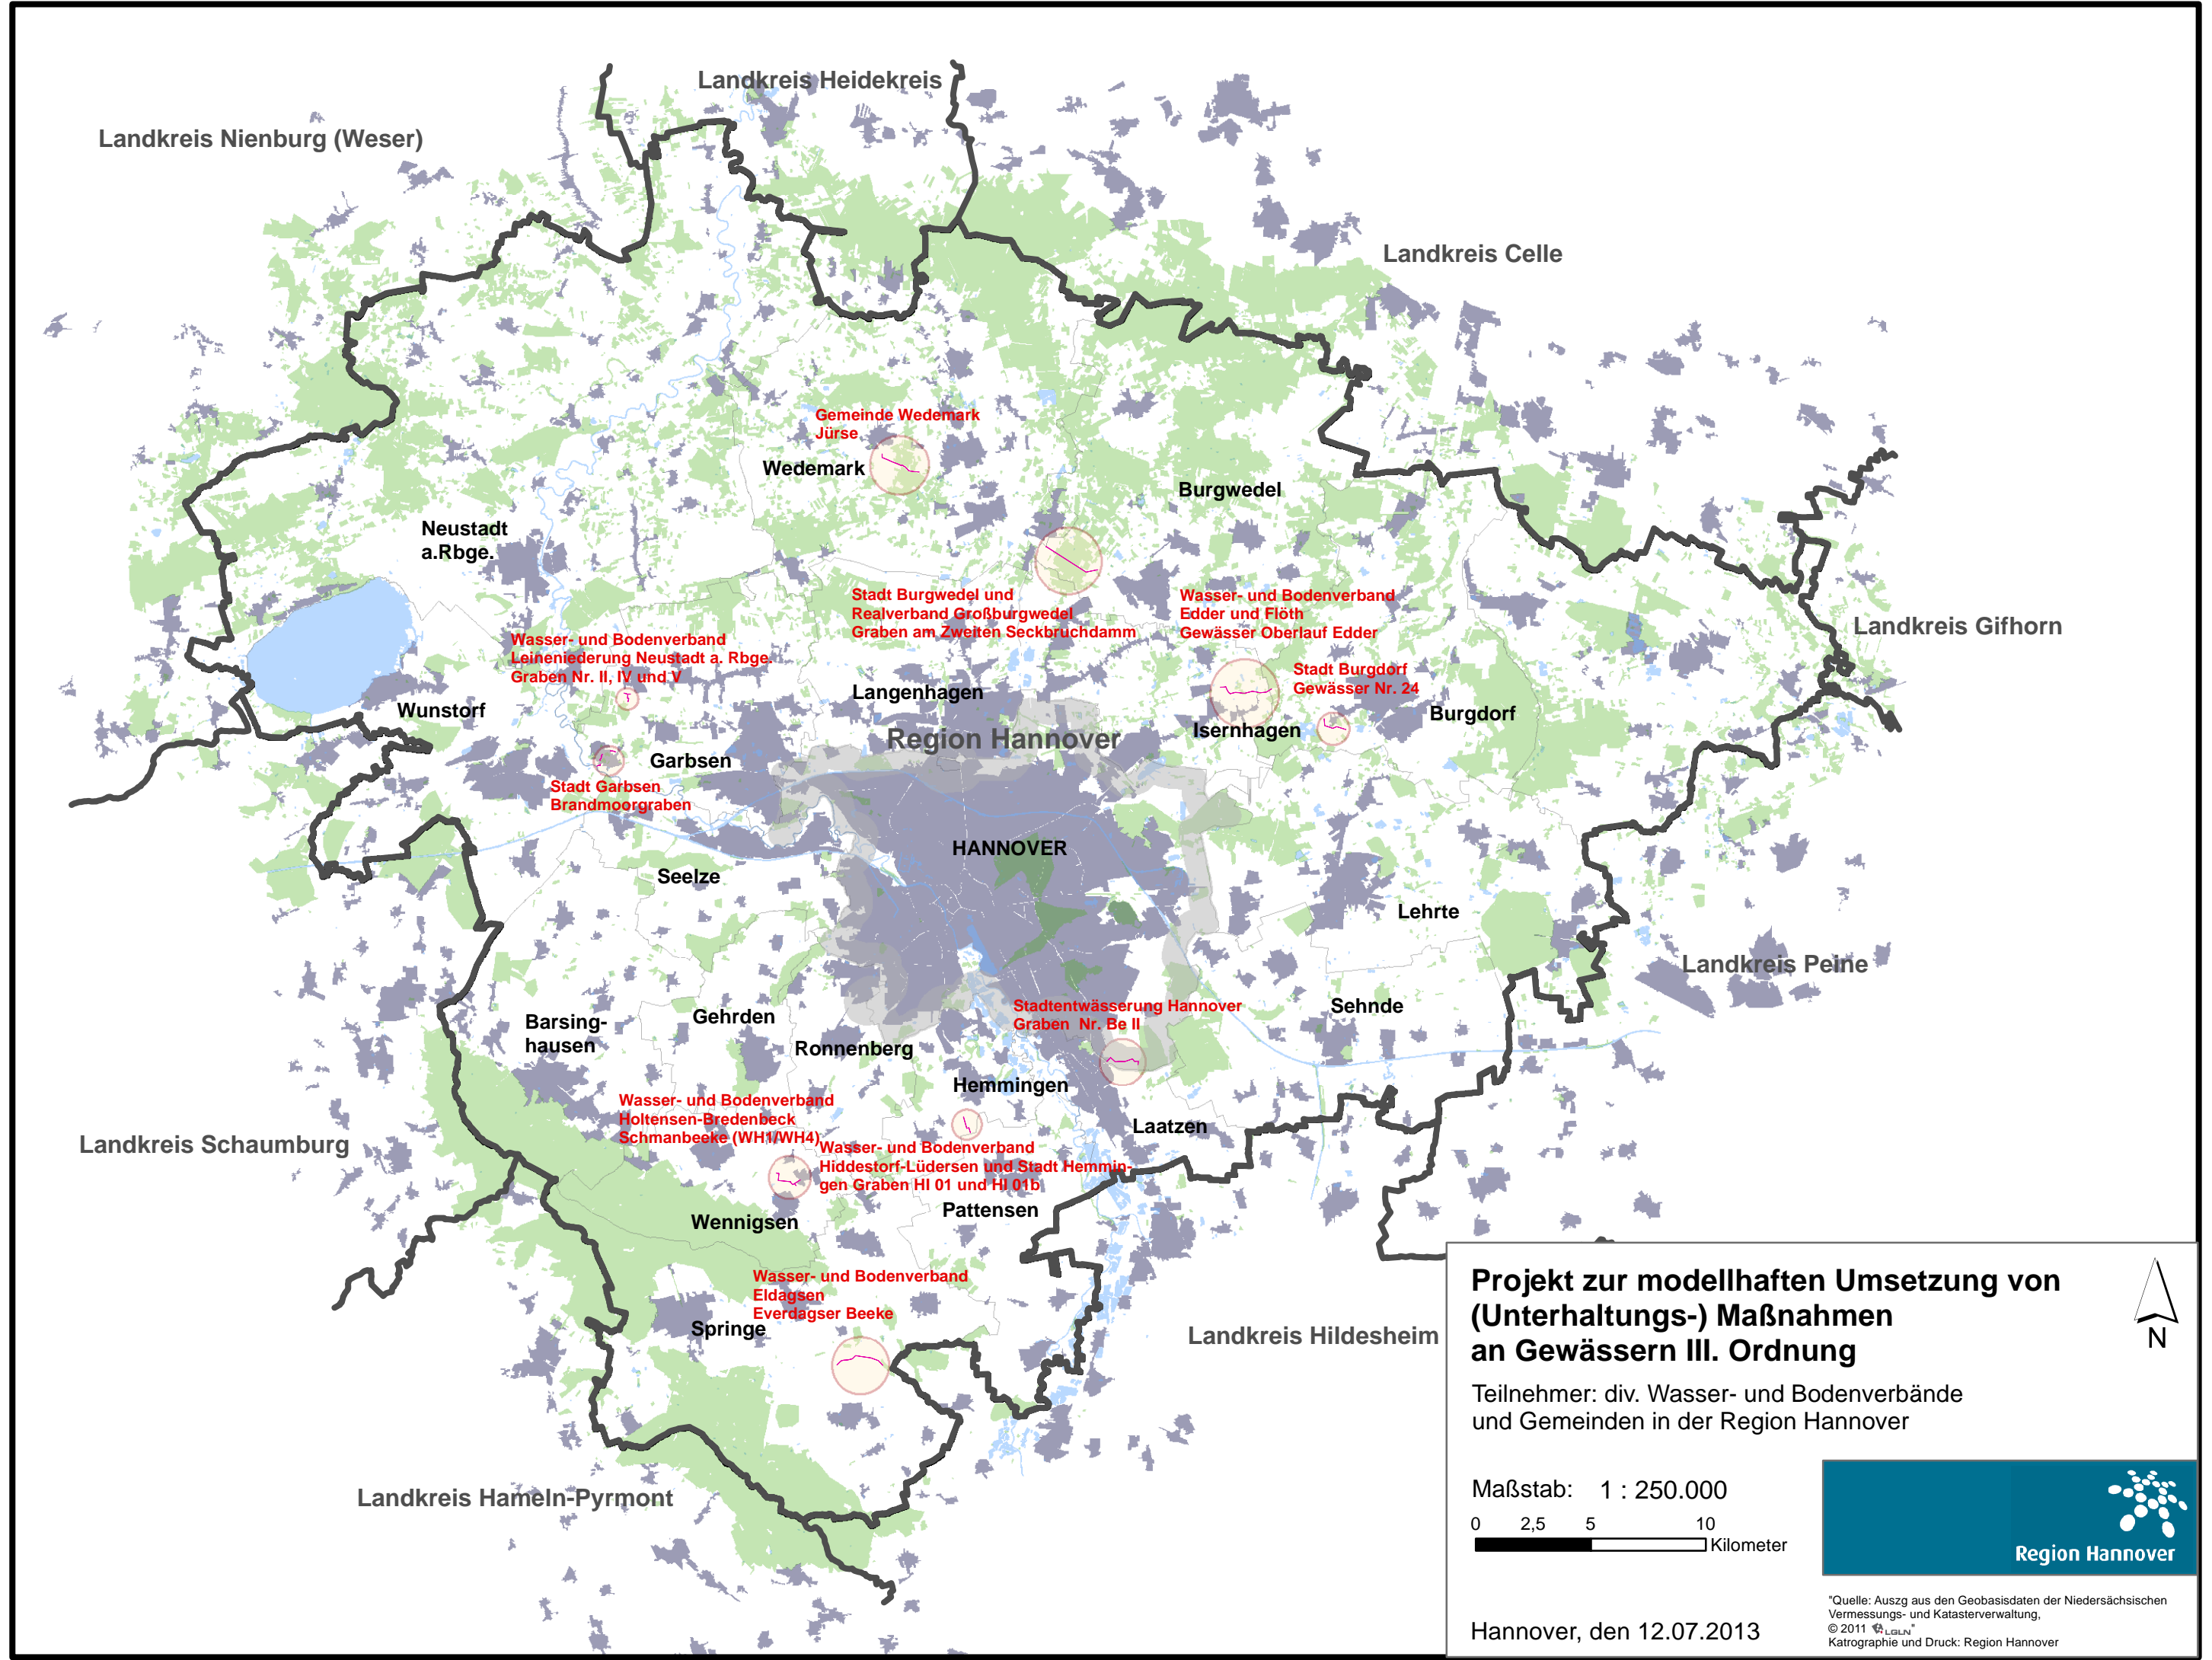 Landkreis Heidekreis
Landkreis Nienburg (Weser)
Landkreis Celle
Gemeinde Wedemark
Jürse
Wedemark
Burgwedel
Neustadt
a.Rbge.
Stadt Burgwedel und
Realverband Großburgwedel
Graben am Zweiten Seckbruchdamm
Wasser- und Bodenverband
Edder und Flöth
Gewässer Oberlauf Edder
Landkreis Gifhorn
Wasser- und Bodenverband
Leineniederung Neustadt a. Rbge.
Graben Nr. II, IV und V
Stadt Burgdorf
Gewässer Nr. 24
Langenhagen
Wunstorf
Burgdorf
Isernhagen
Region Hannover
Garbsen
Stadt Garbsen
Brandmoorgraben
HANNOVER
Seelze
Lehrte
Landkreis Peine
Stadtentwässerung Hannover
Graben  Nr. Be II
Sehnde
Gehrden
Barsing-
hausen
Ronnenberg
Hemmingen
Wasser- und Bodenverband
Holtensen-Bredenbeck
Schmanbeeke (WH1/WH4)
Laatzen
Landkreis Schaumburg
Wasser- und Bodenverband
Hiddestorf-Lüdersen und Stadt Hemmin-
gen Graben HI 01 und HI 01b
Pattensen
Wennigsen
Wasser- und Bodenverband
Eldagsen
Everdagser Beeke
Springe
Landkreis Hildesheim
Landkreis Hameln-Pyrmont
Projekt zur modellhaften Umsetzung von
(Unterhaltungs-) Maßnahmen
an Gewässern III. Ordnung
N
Teilnehmer: div. Wasser- und Bodenverbände
und Gemeinden in der Region Hannover
Maßstab: 1 : 250.000
0 2,5 5 10
Kilometer
Region Hannover
Hannover, den 12.07.2013
"Quelle: Auszg aus den Geobasisdaten der Niedersächsischen
Vermessungs- und Katasterverwaltung,
© 2011 LGLN"
Katrographie und Druck: Region Hannover